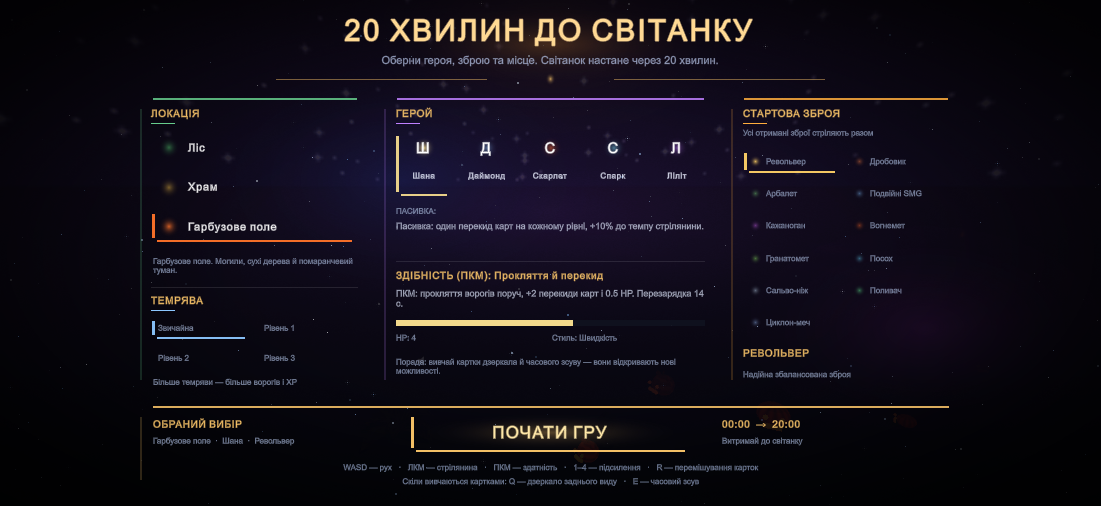 20 ХВИЛИН ДО СВІТАНКУ
Обери героя, зброю та місце. Світанок настане через 20 хвилин.
ЛОКАЦІЯ
Ліс
Храм
Гарбузове поле
Гарбузове поле. Могили, сухі дерева й помаранчевий
туман.
ТЕМРЯВА
Звичайна
Рівень 1
Рівень 2
Рівень 3
Більше темряви — більше ворогів і XP
ГЕРОЙ
Ш
Д
С
С
Л
Шана
Даймонд
Скарлет
Спарк
Ліліт
ПАСИВКА:
Пасивка: один перекид карт на кожному рівні, +10% до темпу стрілянини.
ЗДІБНІСТЬ (ПКМ): Прокляття й перекид
ПКМ: прокляття ворогів поруч, +2 перекиди карт і 0.5 HP. Перезарядка 14
с.
HP: 4
Стиль: Швидкість
Порада: вивчай картки дзеркала й часового зсуву — вони відкривають нові
можливості.
СТАРТОВА ЗБРОЯ
Усі отримані зброї стріляють разом
Револьвер
Дробовик
Арбалет
Подвійні SMG
Кажаноган
Вогнемет
Гранатомет
Посох
Сальво-ніж
Поливач
Циклон-меч
РЕВОЛЬВЕР
Надійна збалансована зброя
ОБРАНИЙ ВИБІР
Гарбузове поле · Шана · Револьвер
ПОЧАТИ ГРУ
00:00 → 20:00
Витримай до світанку
WASD — рух · ЛКМ — стрілянина · ПКМ — здатність · 1–4 — підсилення · R — перемішування карток
Скіли вивчаються картками: Q — дзеркало заднього виду · E — часовий зсув